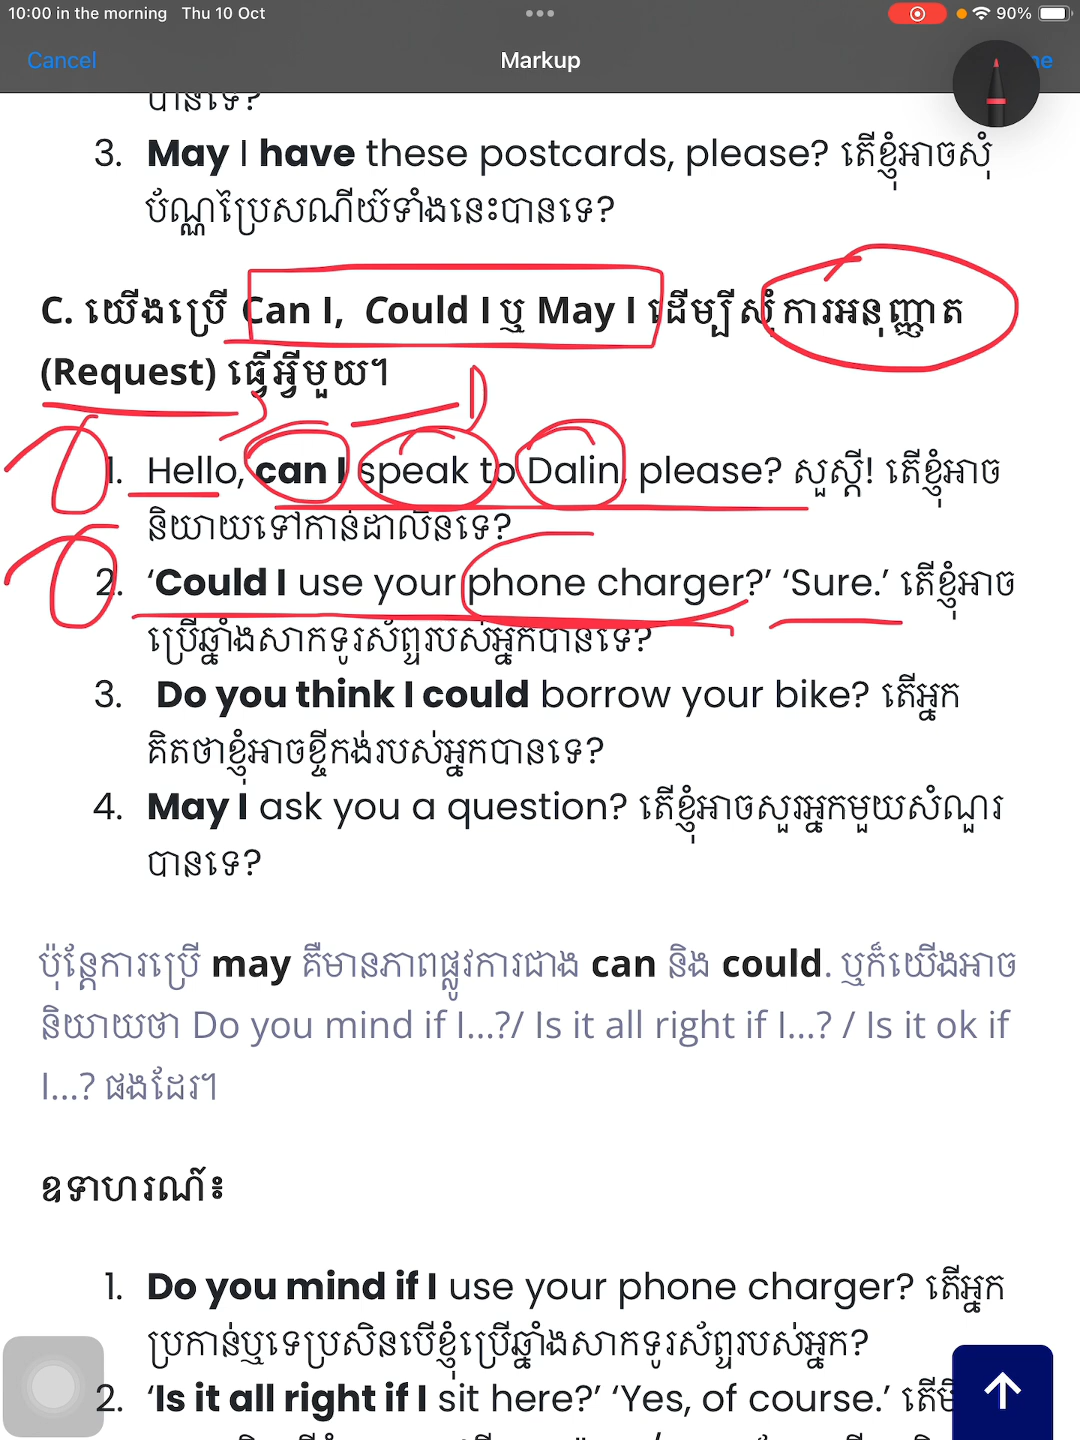 10:00 in the morning Thu 10 Oct
90%
Cancel
Markup
បានទេ?
3. May I have these postcards, please? តើខ្ញុំអាចសុំ
ប័ណ្ណប្រៃសណីយ៍ទាំងនេះបានទេ?
C. យើងប្រើ Can I, Could I ឬ May I ដើម្បីសុំការអនុញ្ញាត
(Request) ធ្វើអ្វីមួយ។
1. Hello, can I speak to Dalin, please? សួស្តី! តើខ្ញុំអាច
និយាយទៅកាន់ដាលីនទេ?
2. ‘Could I use your phone charger?’ ‘Sure.’ តើខ្ញុំអាច
ប្រើឆ្នាំងសាកទូរស័ព្ទរបស់អ្នកបានទេ?
3. Do you think I could borrow your bike? តើអ្នក
គិតថាខ្ញុំអាចខ្ចីកង់របស់អ្នកបានទេ?
4. May I ask you a question? តើខ្ញុំអាចសួរអ្នកមួយសំណួរ
បានទេ?
ប៉ុន្តែការប្រើ may គឺមានភាពផ្លូវការជាង can និង could. ឬក៏យើងអាច
និយាយថា Do you mind if I...?/ Is it all right if I...? / Is it ok if
I...? ផងដែរ។
ឧទាហរណ៍៖
1. Do you mind if I use your phone charger? តើអ្នក
ប្រកាន់ឬទេប្រសិនបើខ្ញុំប្រើឆ្នាំងសាកទូរស័ព្ទរបស់អ្នក?
2. ‘Is it all right if I sit here?’ ‘Yes, of course.’